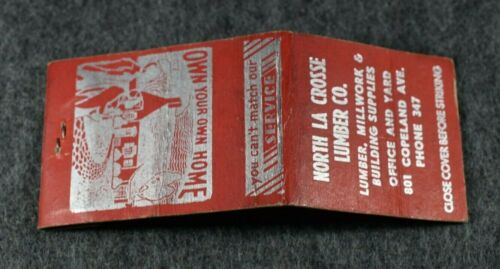 OWN YOUR OWN HOME
you can't match our
SERVICE
NORTH LA CROSSE
LUMBER CO.
LUMBER, MILLWORK &
BUILDING SUPPLIES
OFFICE AND YARD
801 COPELAND AVE.
PHONE 347
CLOSE COVER BEFORE STRIKING